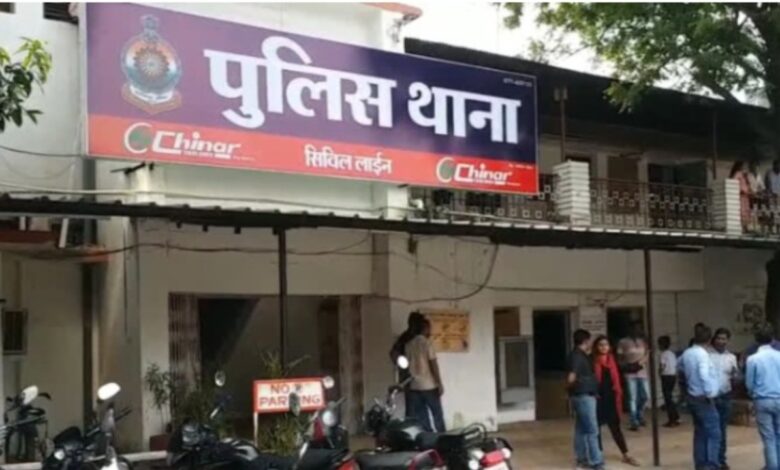 पुलिस थाना
Chinar
सिविल लाईन
Chinar
NO
PARKING